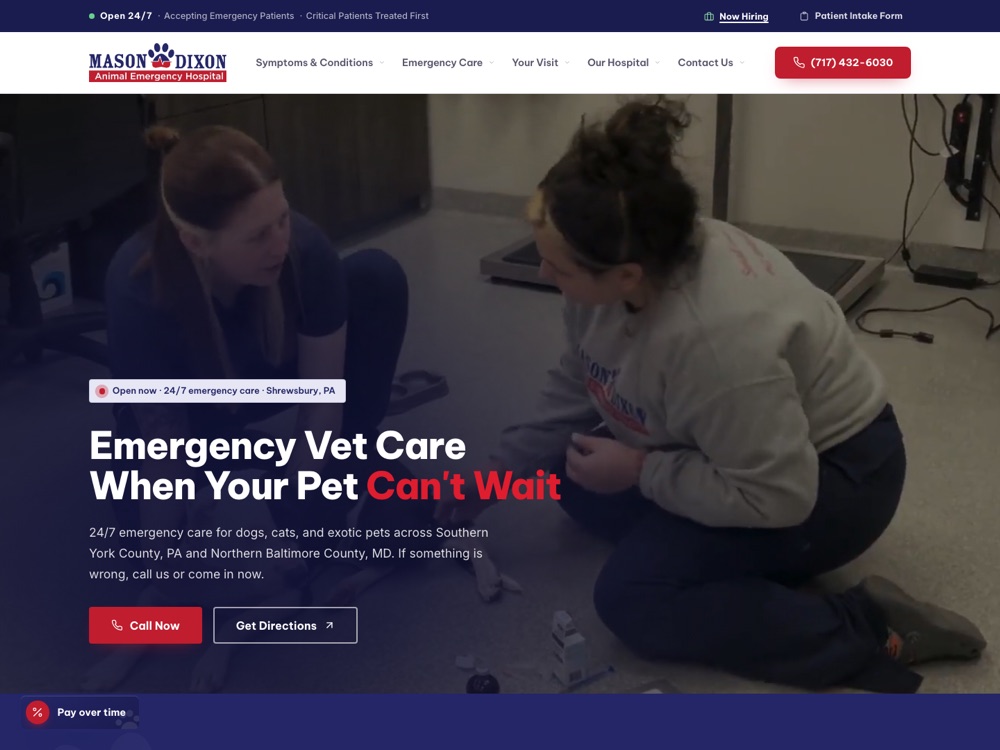 Open 24/7 · Accepting Emergency Patients · Critical Patients Treated First
Now Hiring
Patient Intake Form
MASON DIXON
Animal Emergency Hospital
Symptoms & Conditions
Emergency Care
Your Visit
Our Hospital
Contact Us
(717) 432-6030
Open now · 24/7 emergency care · Shrewsbury, PA
Emergency Vet Care
When Your Pet Can't Wait
24/7 emergency care for dogs, cats, and exotic pets across Southern
York County, PA and Northern Baltimore County, MD. If something is
wrong, call us or come in now.
Call Now
Get Directions
% Pay over time